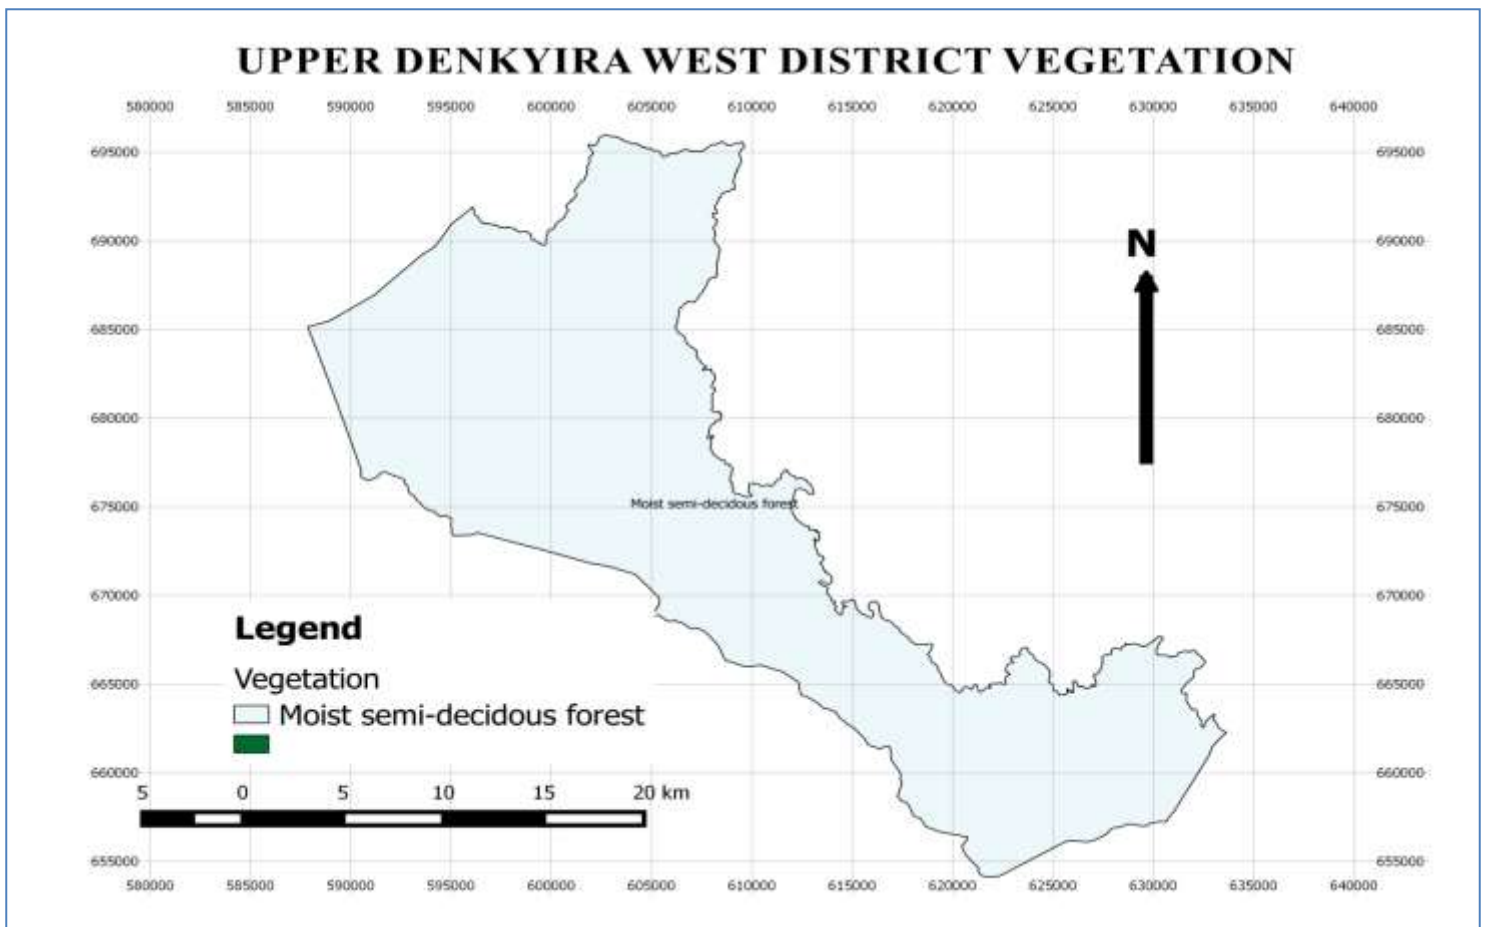 UPPER DENKYIRA WEST DISTRICT VEGETATION
580000 585000 590000 595000 600000 605000 610000 615000 620000 625000 630000 635000 640000
695000 695000
N
690000 690000
685000 685000
680000 680000
Moist semi-decidous forest
675000 675000
670000 670000
Legend
Vegetation
665000 665000
Moist semi-decidous forest
660000 660000
5 0 5 10 15 20 km
655000 655000
580000 585000 590000 595000 600000 605000 610000 615000 620000 625000 630000 635000 640000